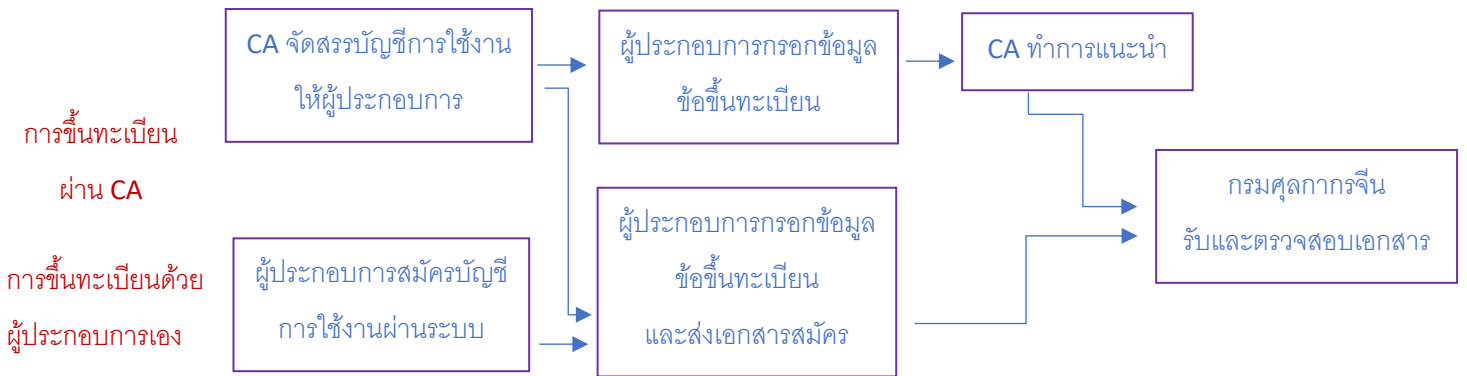 การขึ้นทะเบียน
ผ่าน CA
CA จัดสรรบัญชีการใช้งาน
ให้ผู้ประกอบการ
ผู้ประกอบการกรอกข้อมูล
ข้อขึ้นทะเบียน
CA ทำการแนะนำ
การขึ้นทะเบียนด้วย
ผู้ประกอบการเอง
ผู้ประกอบการสมัครบัญชี
การใช้งานผ่านระบบ
ผู้ประกอบการกรอกข้อมูล
ข้อขึ้นทะเบียน
และส่งเอกสารสมัคร
กรมศุลกากรจีน
รับและตรวจสอบเอกสาร